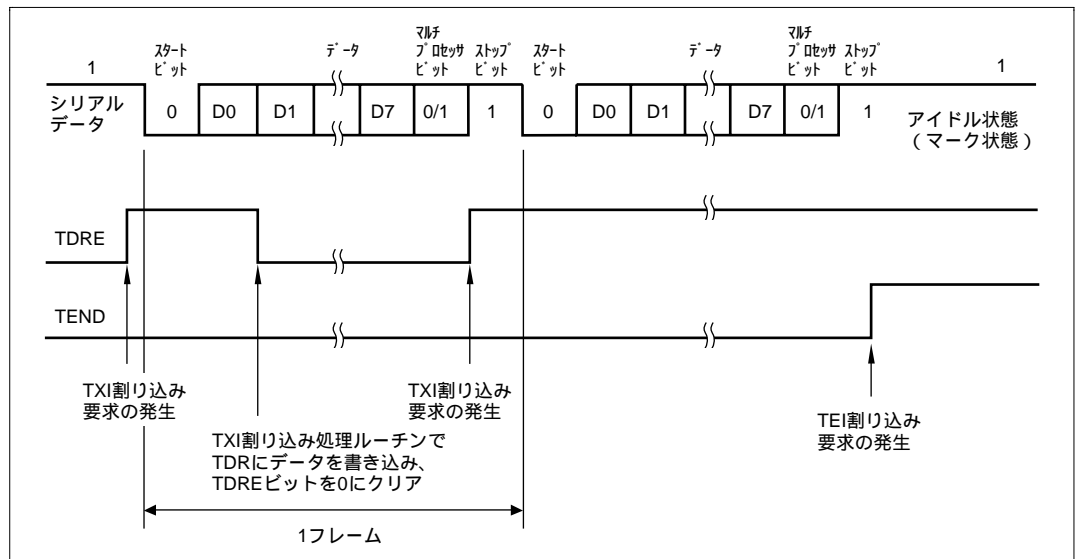 1
スタート
ビット
データ
マルチ
プロセッサ
ビット
ストップ
ビット
スタート
ビット
データ
マルチ
プロセッサ
ビット
ストップ
ビット
1
シリアル
データ
0
D0
D1
D7
0/1
1
0
D0
D1
D7
0/1
1
アイドル状態
(マーク状態)
TDRE
TEND
TXI割り込み
要求の発生
TXI割り込み処理ルーチンで
TDRにデータを書き込み、
TDREビットを0にクリア
TXI割り込み
要求の発生
TEI割り込み
要求の発生
1フレーム